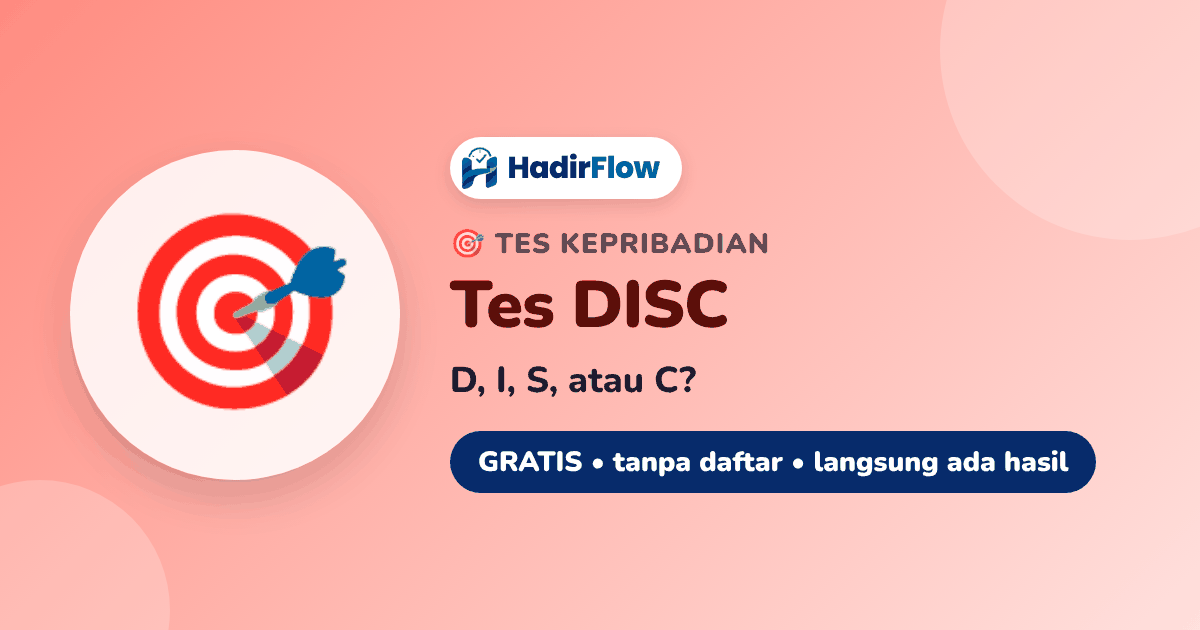 HadirFlow
TES KEPRIBADIAN
Tes DISC
D, I, S, atau C?
GRATIS • tanpa daftar • langsung ada hasil